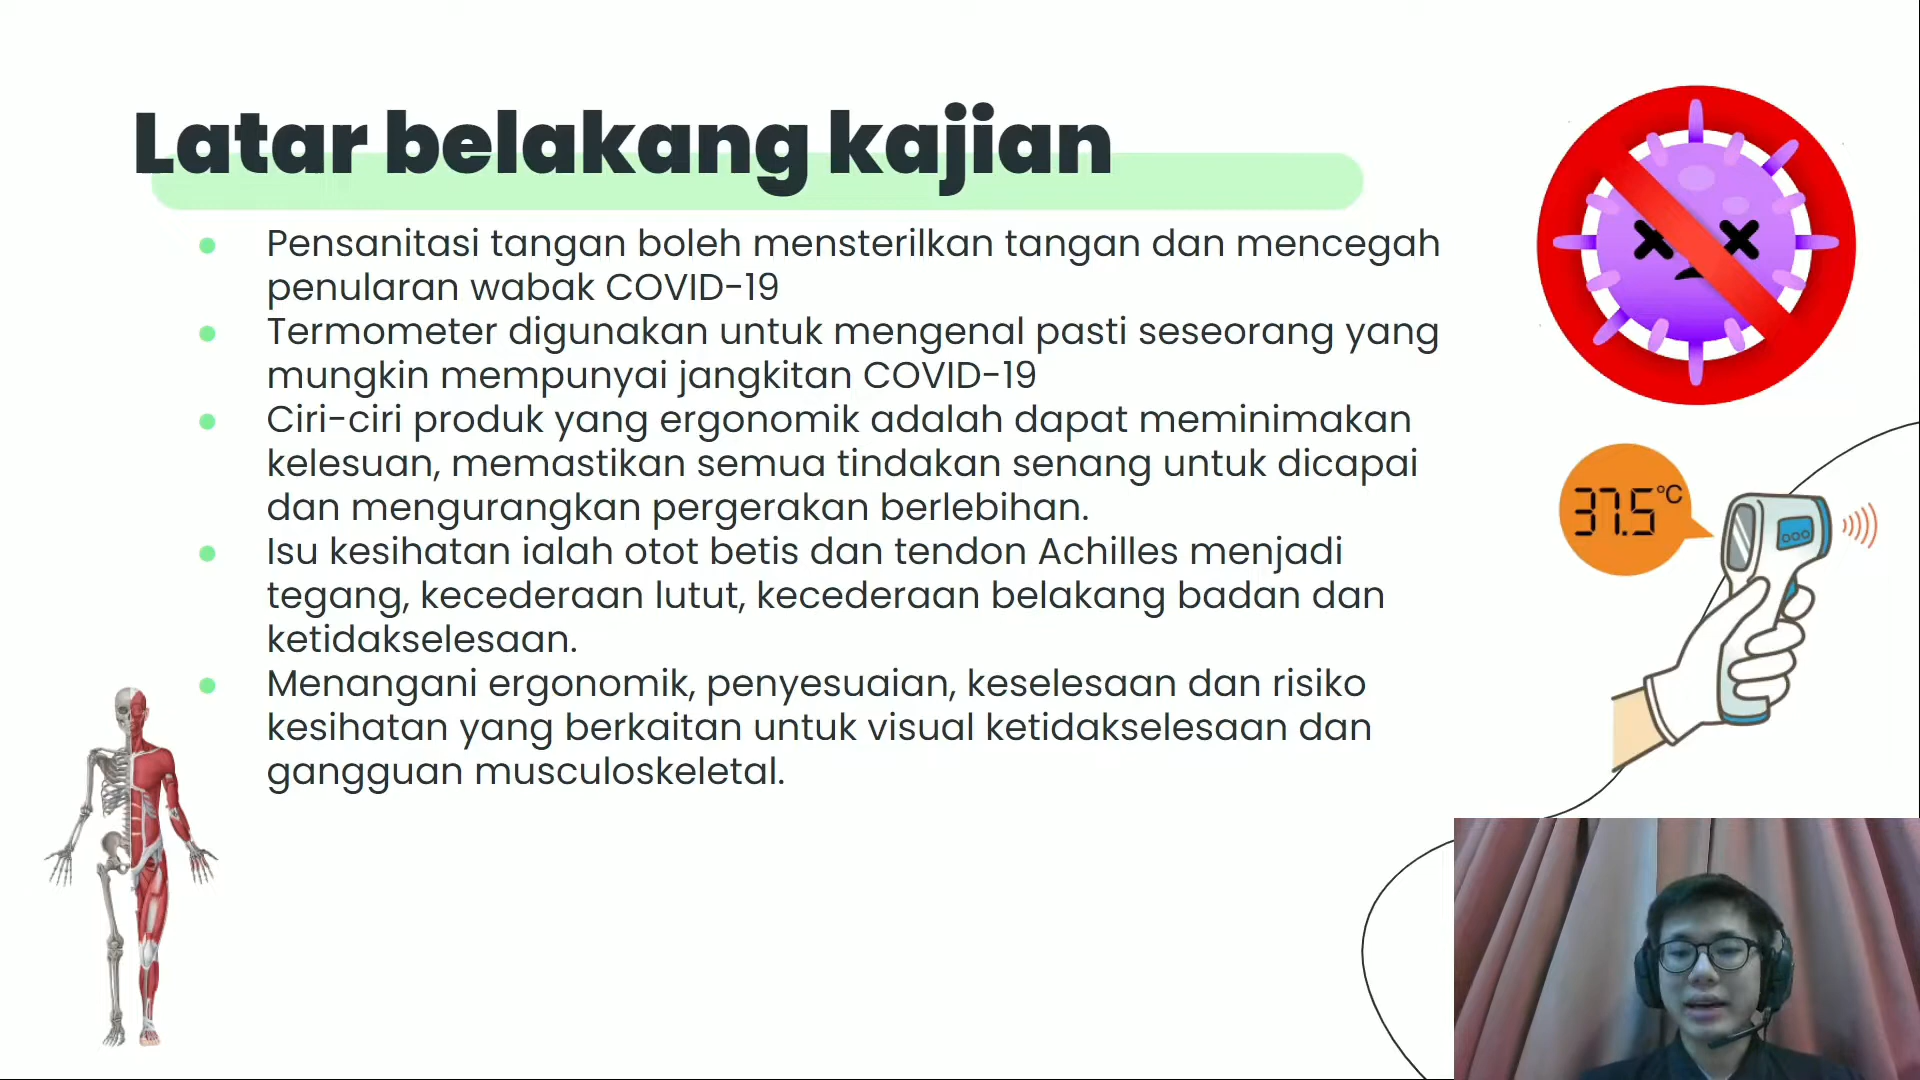 Latar belakang kajian
Pensanitasi tangan boleh mensterilkan tangan dan mencegah
penularan wabak COVID-19
Termometer digunakan untuk mengenal pasti seseorang yang
mungkin mempunyai jangkitan COVID-19
Ciri-ciri produk yang ergonomik adalah dapat meminimakan
kelesuan, memastikan semua tindakan senang untuk dicapai
dan mengurangkan pergerakan berlebihan.
Isu kesihatan ialah otot betis dan tendon Achilles menjadi
tegang, kecederaan lutut, kecederaan belakang badan dan
ketidakselesaan.
Menangani ergonomik, penyesuaian, keselesaan dan risiko
kesihatan yang berkaitan untuk visual ketidakselesaan dan
gangguan musculoskeletal.
37.5°C